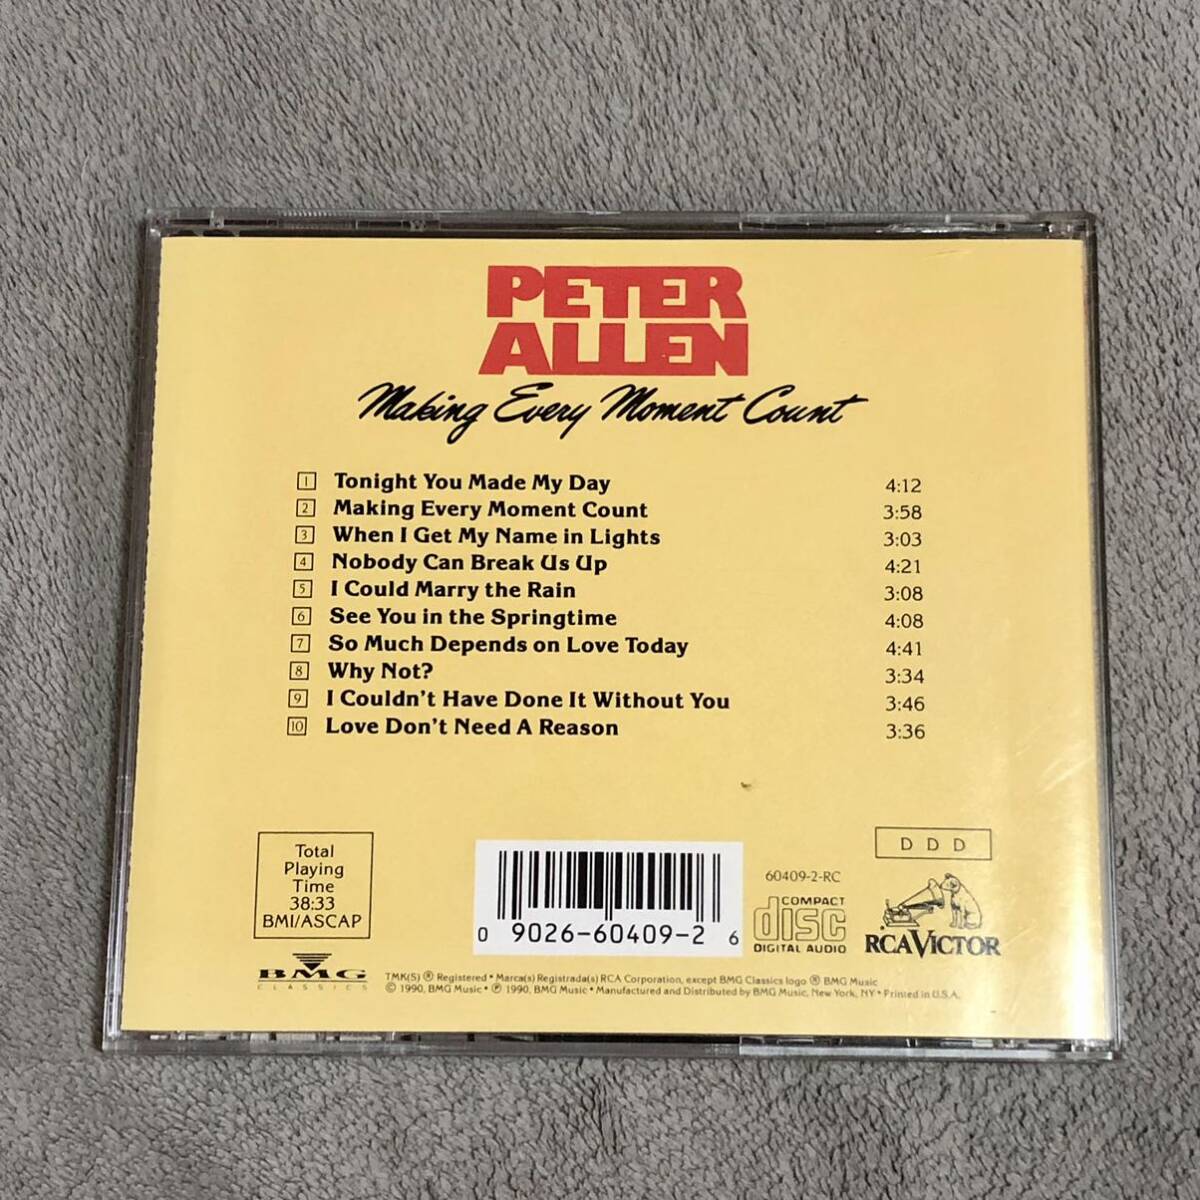 PETER
ALLEN
Making Every Moment Count
1 Tonight You Made My Day 4:12
2 Making Every Moment Count 3:58
3 When I Get My Name in Lights 3:03
4 Nobody Can Break Us Up 4:21
5 I Could Marry the Rain 3:08
6 See You in the Springtime 4:08
7 So Much Depends on Love Today 4:41
8 Why Not? 3:34
9 I Couldn't Have Done It Without You 3:46
10 Love Don't Need A Reason 3:36
Total
Playing
Time
38:33
BMI/ASCAP
BMG
CLASSICS
0 9026-60409-2 6
60409-2-RC
COMPACT
disc
DIGITAL AUDIO
D D D
RCA VICTOR
TMK(S) ® Registered • Marca(s) Registrada(s) RCA Corporation, except BMG Classics logo ® BMG Music
© 1990, BMG Music • ℗ 1990, BMG Music • Manufactured and Distributed by BMG Music, New York, NY • Printed in U.S.A.